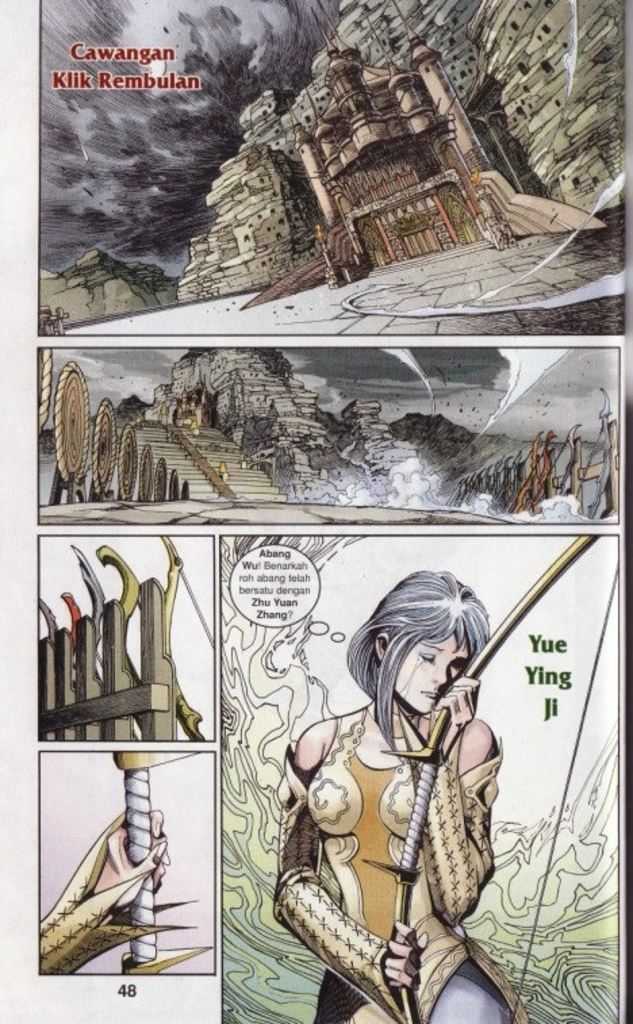 Cawangan
Klik Rembulan
Abang
Wu! Benarkah
roh abang telah
bersatu dengan
Zhu Yuan
Zhang?
Yue
Ying
Ji
48